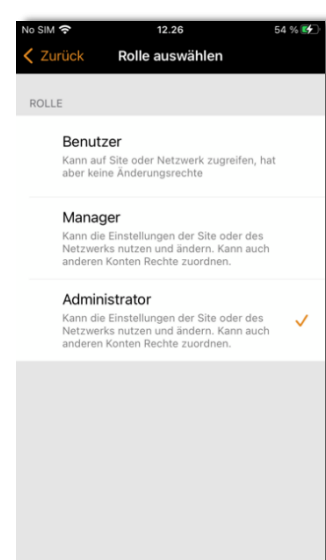 No SIM 12.26 54 %
Zurück Rolle auswählen
ROLLE
Benutzer
Kann auf Site oder Netzwerk zugreifen, hat
aber keine Änderungsrechte
Manager
Kann die Einstellungen der Site oder des
Netzwerks nutzen und ändern. Kann auch
anderen Konten Rechte zuordnen.
Administrator
Kann die Einstellungen der Site oder des
Netzwerks nutzen und ändern. Kann auch
anderen Konten Rechte zuordnen.